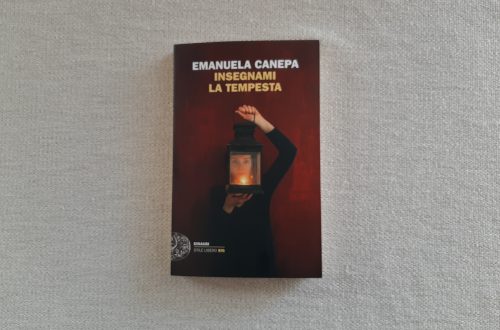 EMANUELA CANEPA
INSEGNAMI
LA TEMPESTA
EINAUDI
STILE LIBERO BIG